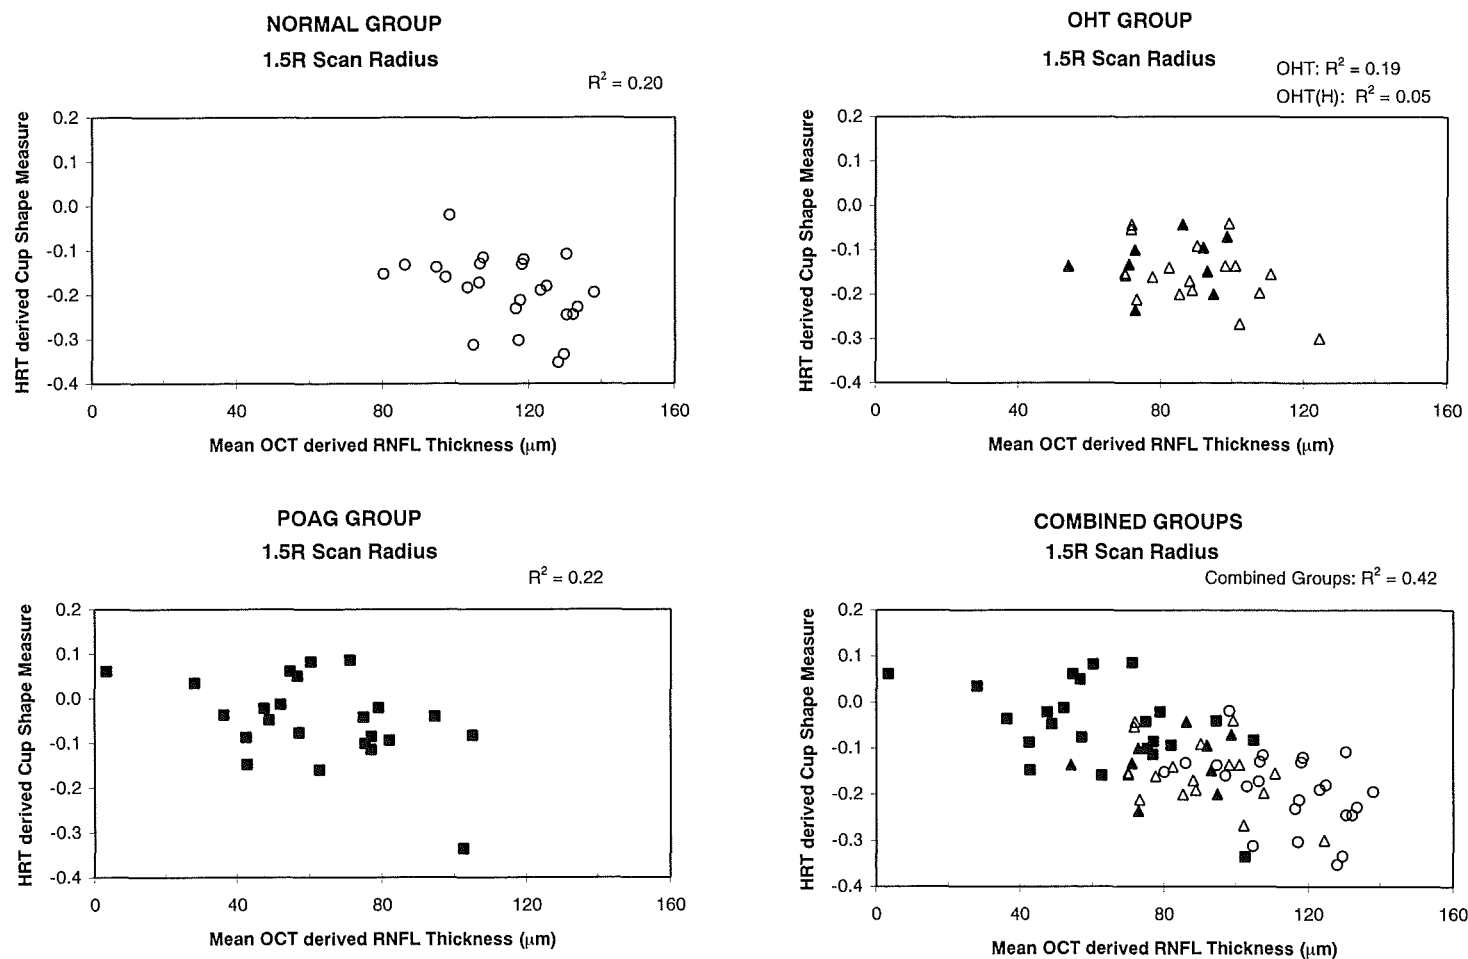 NORMAL GROUP
1.5R Scan Radius
R² = 0.20
HRT derived Cup Shape Measure
0.2
0.1
0.0
-0.1
-0.2
-0.3
-0.4
0 40 80 120 160
Mean OCT derived RNFL Thickness (μm)
OHT GROUP
1.5R Scan Radius
OHT: R² = 0.19
OHT(H): R² = 0.05
HRT derived Cup Shape Measure
0.2
0.1
0.0
-0.1
-0.2
-0.3
-0.4
0 40 80 120 160
Mean OCT derived RNFL Thickness (μm)
POAG GROUP
1.5R Scan Radius
R² = 0.22
HRT derived Cup Shape Measure
0.2
0.1
0.0
-0.1
-0.2
-0.3
-0.4
0 40 80 120 160
Mean OCT derived RNFL Thickness (μm)
COMBINED GROUPS
1.5R Scan Radius
Combined Groups: R² = 0.42
HRT derived Cup Shape Measure
0.2
0.1
0.0
-0.1
-0.2
-0.3
-0.4
0 40 80 120 160
Mean OCT derived RNFL Thickness (μm)